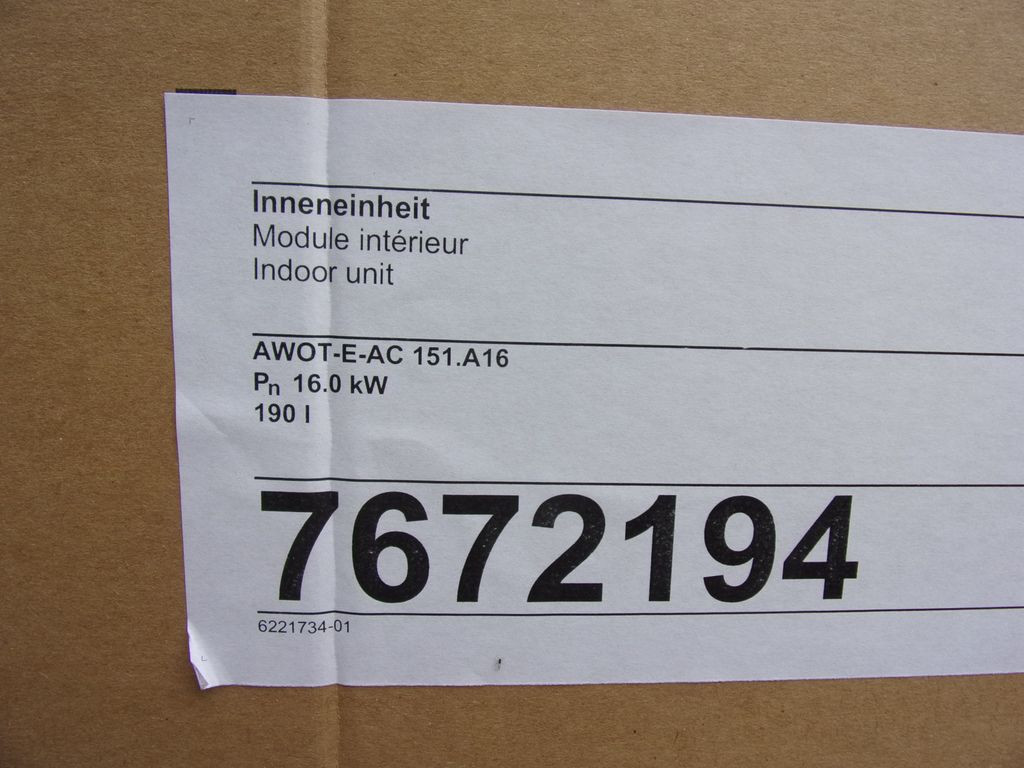 Inneneinheit
Module intérieur
Indoor unit
AWOT-E-AC 151.A16
Pn 16.0 kW
190 l
7672194
6221734-01